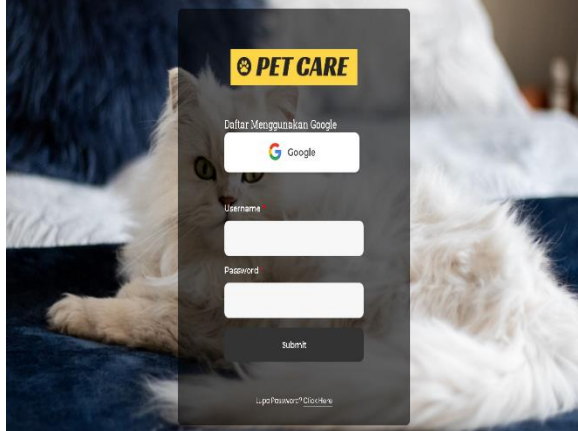 PET CARE
Daftar Menggunakan Google
Google
Username *
Password
Submit
Lupa Password? Click Here